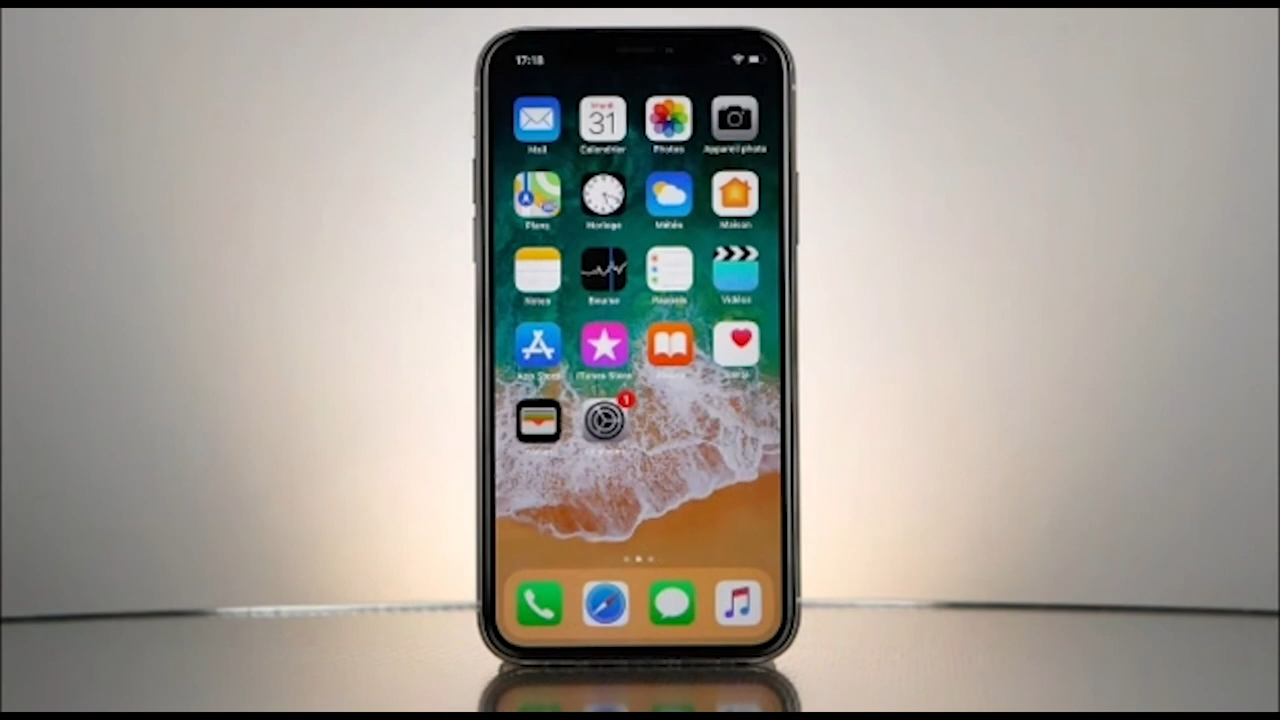 17:18
Mardi
31
Mail Calendrier Photos Appareil photo
Plans Horloge Météo Maison
Notes Bourse Rappels Vidéos
App Store iTunes Store
1